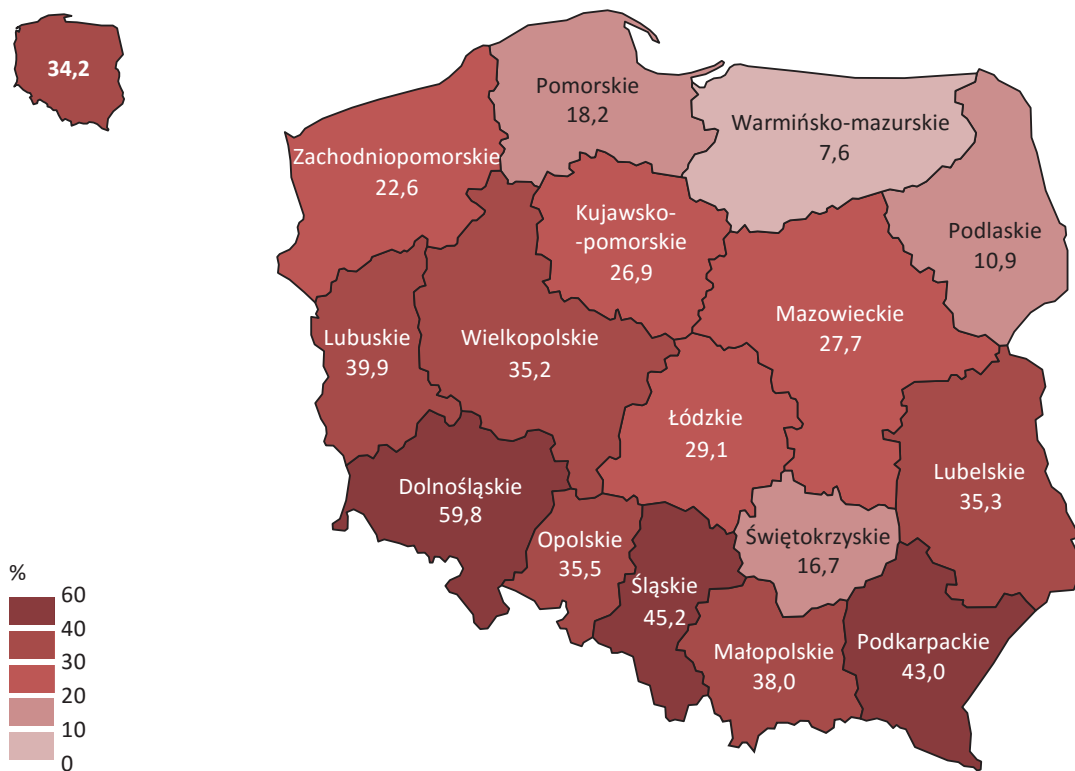 34,2
Pomorskie
18,2
Warmińsko-mazurskie
7,6
Zachodniopomorskie
22,6
Kujawsko-
-pomorskie
26,9
Podlaskie
10,9
Mazowieckie
27,7
Lubuskie
39,9
Wielkopolskie
35,2
Łódzkie
29,1
Lubelskie
35,3
Dolnośląskie
59,8
Opolskie
35,5
Świętokrzyskie
16,7
Śląskie
45,2
Małopolskie
38,0
Podkarpackie
43,0
%
60
40
30
20
10
0